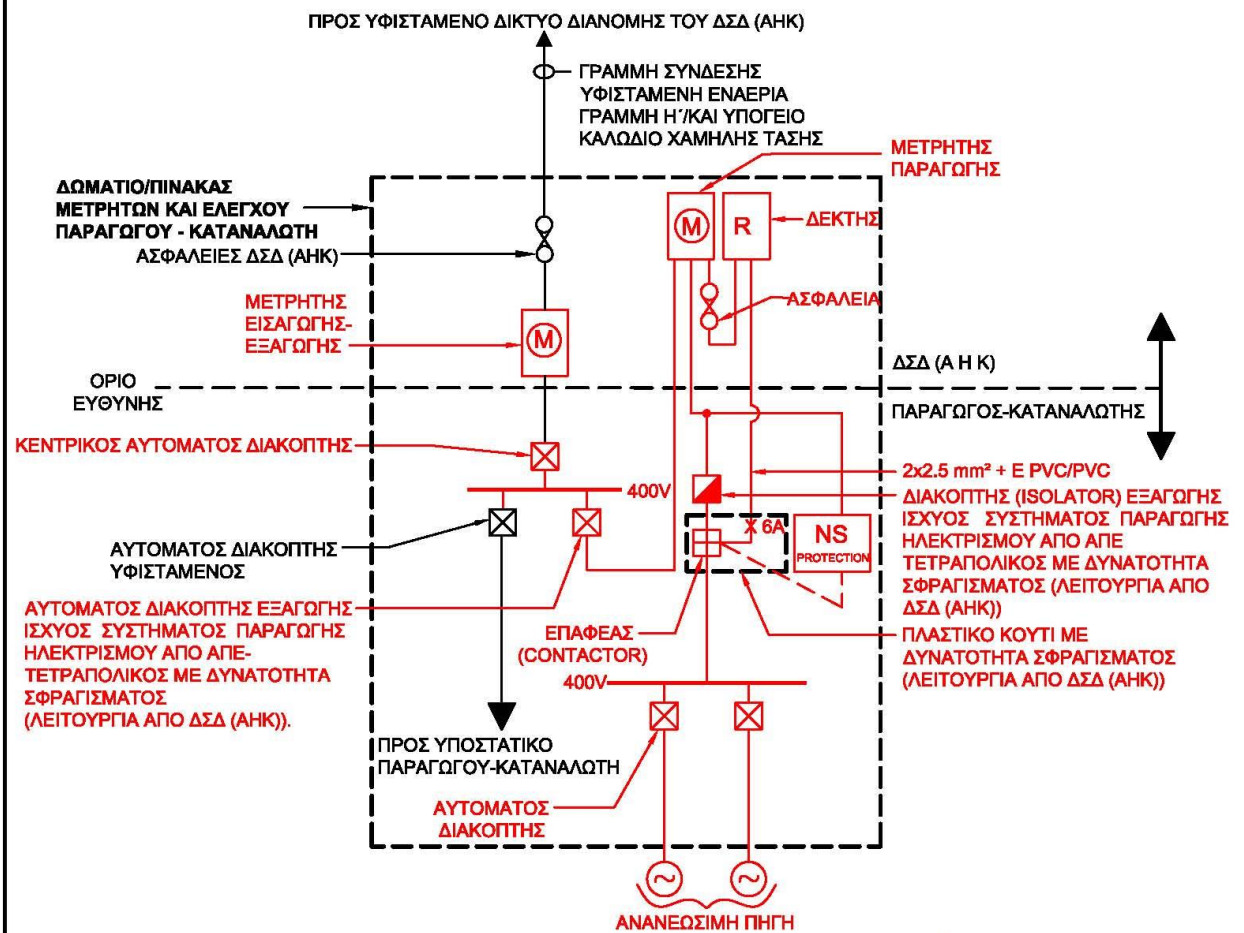 ΠΡΟΣ ΥΦΙΣΤΑΜΕΝΟ ΔΙΚΤΥΟ ΔΙΑΝΟΜΗΣ ΤΟΥ ΔΣΔ (ΑΗΚ)
ΓΡΑΜΜΗ ΣΥΝΔΕΣΗΣ
ΥΦΙΣΤΑΜΕΝΗ ΕΝΑΕΡΙΑ
ΓΡΑΜΜΗ Η΄/ΚΑΙ ΥΠΟΓΕΙΟ
ΚΑΛΩΔΙΟ ΧΑΜΗΛΗΣ ΤΑΣΗΣ
ΜΕΤΡΗΤΗΣ
ΠΑΡΑΓΩΓΗΣ
ΔΩΜΑΤΙΟ/ΠΙΝΑΚΑΣ
ΜΕΤΡΗΤΩΝ ΚΑΙ ΕΛΕΓΧΟΥ
ΠΑΡΑΓΩΓΟΥ - ΚΑΤΑΝΑΛΩΤΗ
M
R
ΔΕΚΤΗΣ
ΑΣΦΑΛΕΙΕΣ ΔΣΔ (ΑΗΚ)
ΑΣΦΑΛΕΙΑ
ΜΕΤΡΗΤΗΣ
ΕΙΣΑΓΩΓΗΣ-
ΕΞΑΓΩΓΗΣ
M
ΔΣΔ (Α Η Κ)
ΟΡΙΟ
ΕΥΘΥΝΗΣ
ΠΑΡΑΓΩΓΟΣ-ΚΑΤΑΝΑΛΩΤΗΣ
ΚΕΝΤΡΙΚΟΣ ΑΥΤΟΜΑΤΟΣ ΔΙΑΚΟΠΤΗΣ
400V
2x2.5 mm² + E PVC/PVC
ΔΙΑΚΟΠΤΗΣ (ISOLATOR) ΕΞΑΓΩΓΗΣ
ΙΣΧΥΟΣ ΣΥΣΤΗΜΑΤΟΣ ΠΑΡΑΓΩΓΗΣ
ΗΛΕΚΤΡΙΣΜΟΥ ΑΠΟ ΑΠΕ
ΤΕΤΡΑΠΟΛΙΚΟΣ ΜΕ ΔΥΝΑΤΟΤΗΤΑ
ΣΦΡΑΓΙΣΜΑΤΟΣ (ΛΕΙΤΟΥΡΓΙΑ ΑΠΟ
ΔΣΔ (ΑΗΚ))
6A
NS
PROTECTION
ΑΥΤΟΜΑΤΟΣ ΔΙΑΚΟΠΤΗΣ
ΥΦΙΣΤΑΜΕΝΟΣ
ΑΥΤΟΜΑΤΟΣ ΔΙΑΚΟΠΤΗΣ ΕΞΑΓΩΓΗΣ
ΙΣΧΥΟΣ ΣΥΣΤΗΜΑΤΟΣ ΠΑΡΑΓΩΓΗΣ
ΗΛΕΚΤΡΙΣΜΟΥ ΑΠΟ ΑΠΕ-
ΤΕΤΡΑΠΟΛΙΚΟΣ ΜΕ ΔΥΝΑΤΟΤΗΤΑ
ΣΦΡΑΓΙΣΜΑΤΟΣ
(ΛΕΙΤΟΥΡΓΙΑ ΑΠΟ ΔΣΔ (ΑΗΚ)).
ΕΠΑΦΕΑΣ
(CONTACTOR)
ΠΛΑΣΤΙΚΟ ΚΟΥΤΙ ΜΕ
ΔΥΝΑΤΟΤΗΤΑ ΣΦΡΑΓΙΣΜΑΤΟΣ
(ΛΕΙΤΟΥΡΓΙΑ ΑΠΟ ΔΣΔ (ΑΗΚ))
400V
ΠΡΟΣ ΥΠΟΣΤΑΤΙΚΟ
ΠΑΡΑΓΩΓΟΥ-ΚΑΤΑΝΑΛΩΤΗ
ΑΥΤΟΜΑΤΟΣ
ΔΙΑΚΟΠΤΗΣ
ΑΝΑΝΕΩΣΙΜΗ ΠΗΓΗ